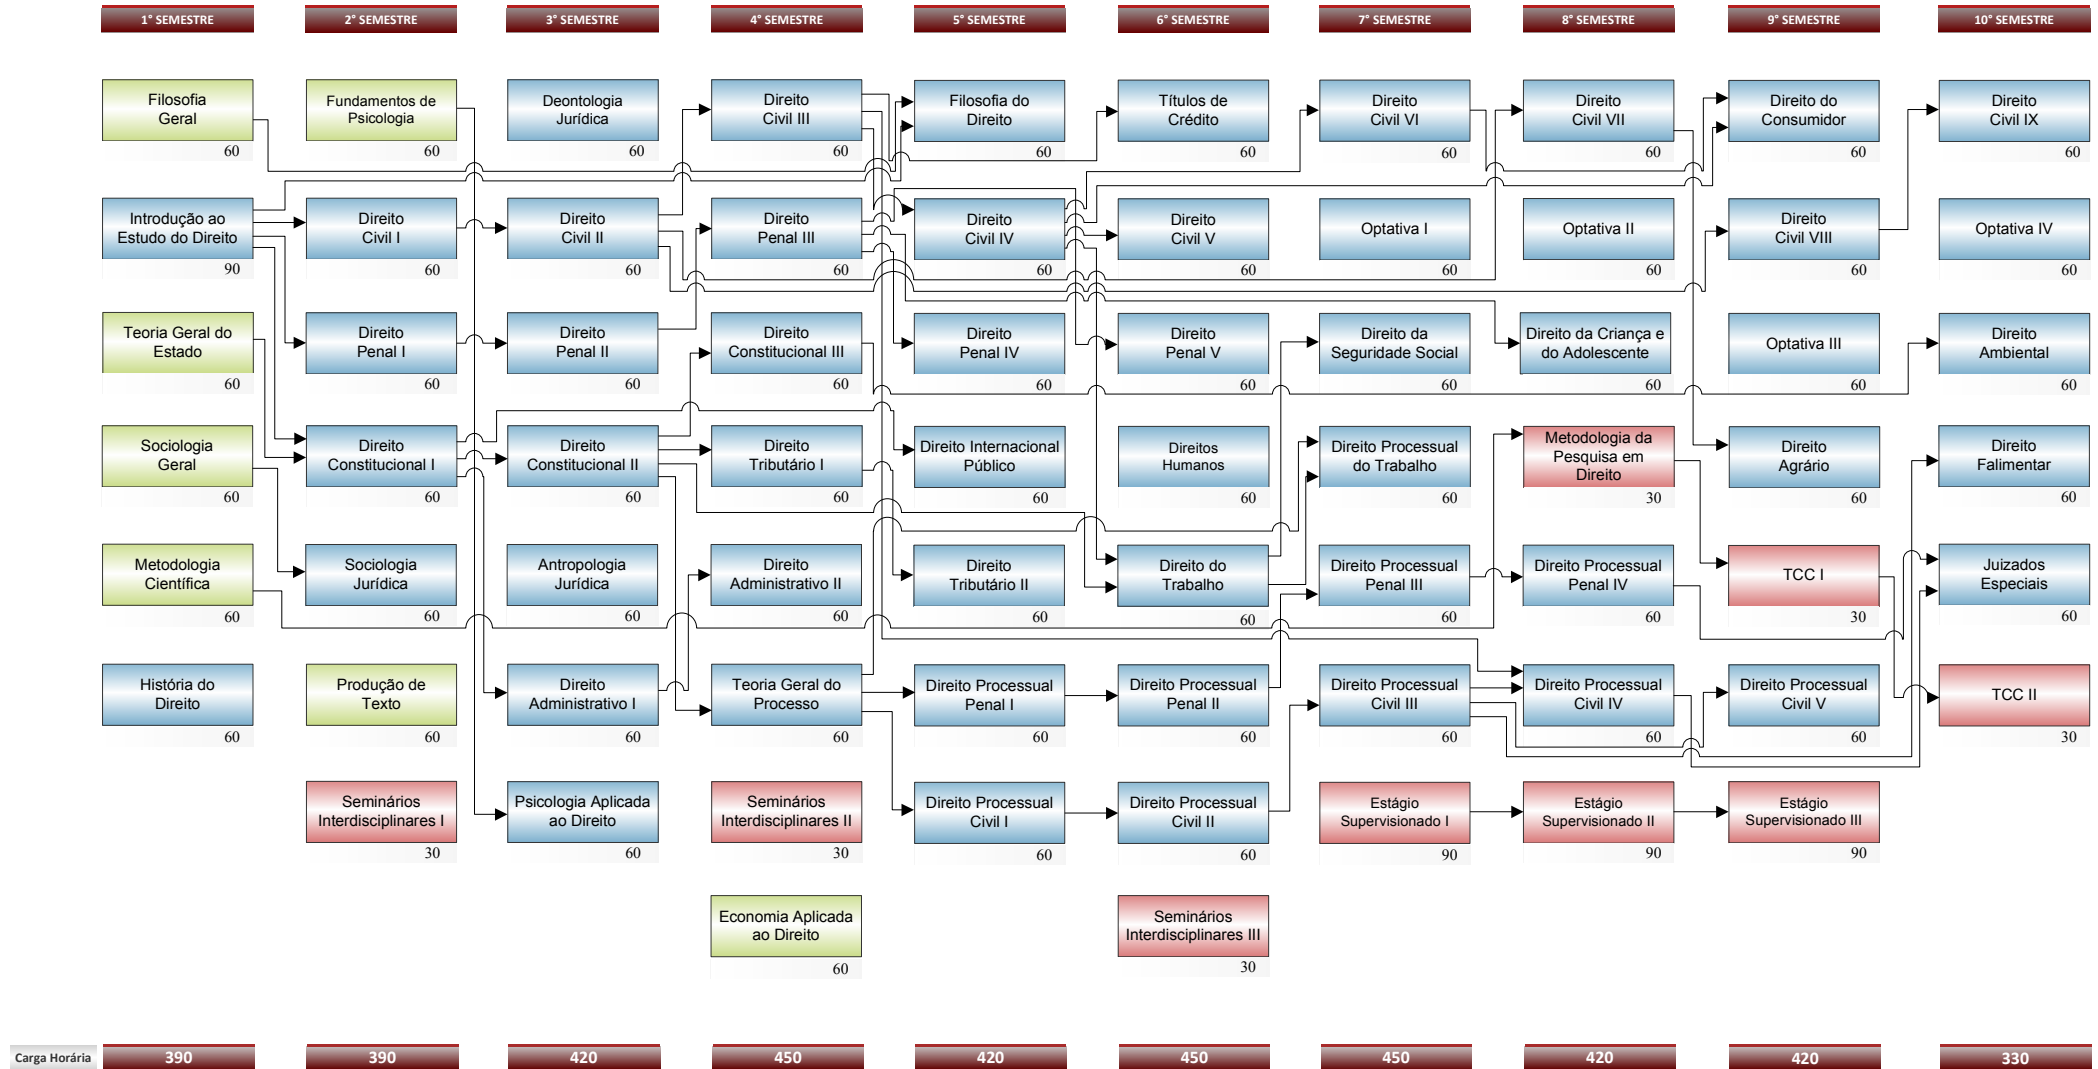 1° SEMESTRE
2° SEMESTRE
3° SEMESTRE
4° SEMESTRE
5° SEMESTRE
6° SEMESTRE
7° SEMESTRE
8° SEMESTRE
9° SEMESTRE
10° SEMESTRE
Filosofia
Geral
60
Fundamentos de
Psicologia
60
Deontologia
Jurídica
60
Direito
Civil III
60
Filosofia do
Direito
60
Títulos de
Crédito
60
Direito
Civil VI
60
Direito
Civil VII
60
Direito do
Consumidor
60
Direito
Civil IX
60
Introdução ao
Estudo do Direito
90
Direito
Civil I
60
Direito
Civil II
60
Direito
Penal III
60
Direito
Civil IV
60
Direito
Civil V
60
Optativa I
60
Optativa II
60
Direito
Civil VIII
60
Optativa IV
60
Teoria Geral do
Estado
60
Direito
Penal I
60
Direito
Penal II
60
Direito
Constitucional III
60
Direito
Penal IV
60
Direito
Penal V
60
Direito da
Seguridade Social
60
Direito da Criança e
do Adolescente
60
Optativa III
60
Direito
Ambiental
60
Sociologia
Geral
60
Direito
Constitucional I
60
Direito
Constitucional II
60
Direito
Tributário I
60
Direito Internacional
Público
60
Direitos
Humanos
60
Direito Processual
do Trabalho
60
Metodologia da
Pesquisa em
Direito
30
Direito
Agrário
60
Direito
Falimentar
60
Metodologia
Científica
60
Sociologia
Jurídica
60
Antropologia
Jurídica
60
Direito
Administrativo II
60
Direito
Tributário II
60
Direito do
Trabalho
60
Direito Processual
Penal III
60
Direito Processual
Penal IV
60
TCC I
30
Juizados
Especiais
60
História do
Direito
60
Produção de
Texto
60
Direito
Administrativo I
60
Teoria Geral do
Processo
60
Direito Processual
Penal I
60
Direito Processual
Penal II
60
Direito Processual
Civil III
60
Direito Processual
Civil IV
60
Direito Processual
Civil V
60
TCC II
30
Seminários
Interdisciplinares I
30
Psicologia Aplicada
ao Direito
60
Seminários
Interdisciplinares II
30
Direito Processual
Civil I
60
Direito Processual
Civil II
60
Estágio
Supervisionado I
90
Estágio
Supervisionado II
90
Estágio
Supervisionado III
90
Economia Aplicada
ao Direito
60
Seminários
Interdisciplinares III
30
Carga Horária
390
390
420
450
420
450
450
420
420
330